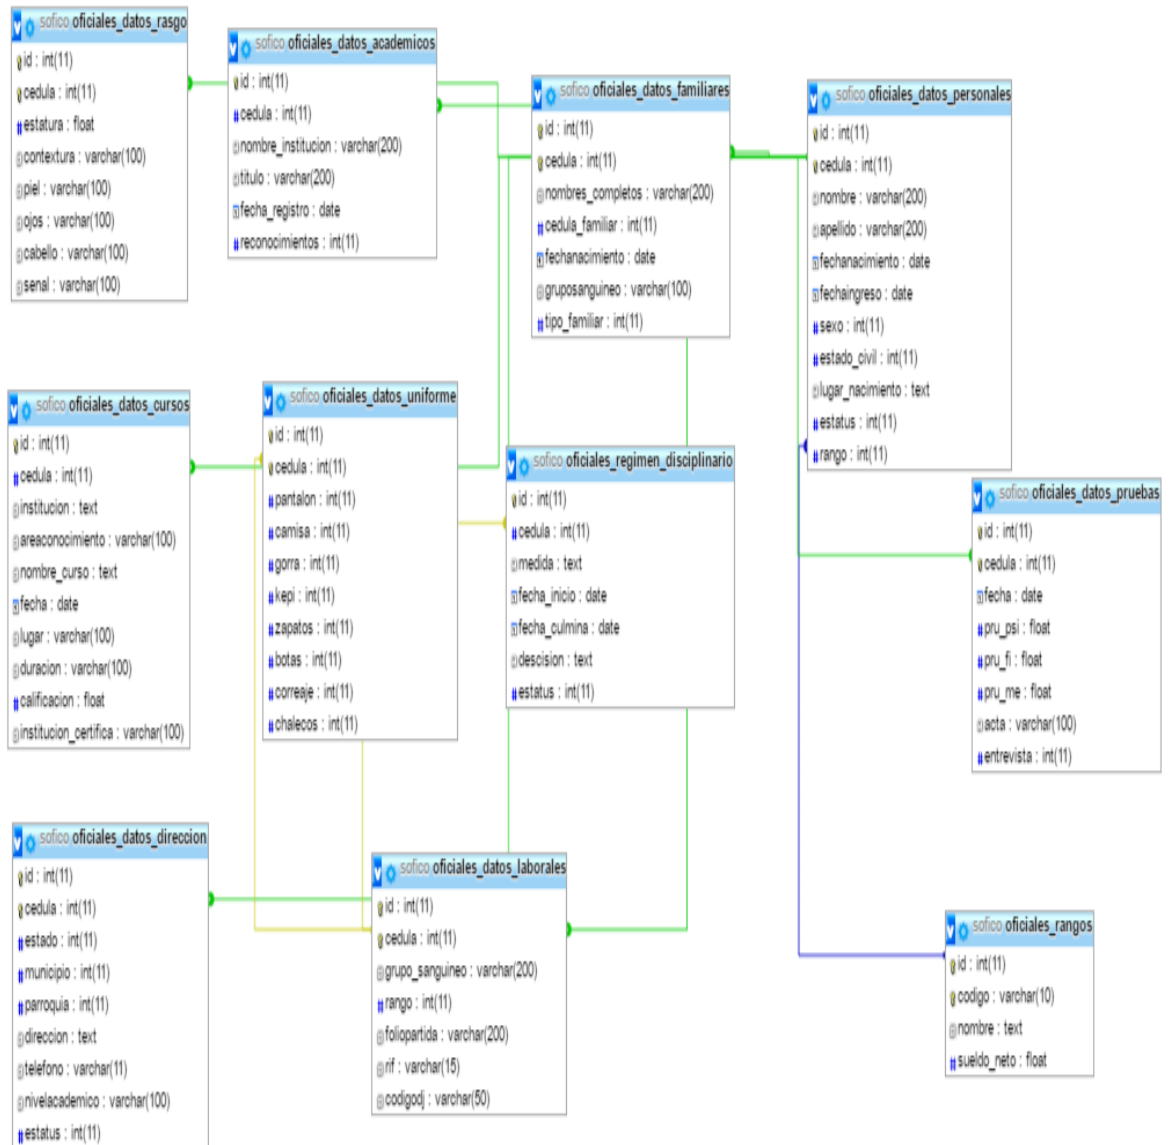 sofico oficiales_datos_rasgo
id : int(11)
cedula : int(11)
estatura : float
contextura : varchar(100)
piel : varchar(100)
ojos : varchar(100)
cabello : varchar(100)
senal : varchar(100)
sofico oficiales_datos_academicos
id : int(11)
cedula : int(11)
nombre_institucion : varchar(200)
titulo : varchar(200)
fecha_registro : date
reconocimientos : int(11)
sofico oficiales_datos_familiares
id : int(11)
cedula : int(11)
nombres_completos : varchar(200)
cedula_familiar : int(11)
fechanacimiento : date
gruposanguineo : varchar(100)
tipo_familiar : int(11)
sofico oficiales_datos_personales
id : int(11)
cedula : int(11)
nombre : varchar(200)
apellido : varchar(200)
fechanacimiento : date
fechaingreso : date
sexo : int(11)
estado_civil : int(11)
lugar_nacimiento : text
estatus : int(11)
rango : int(11)
sofico oficiales_datos_cursos
id : int(11)
cedula : int(11)
institucion : text
areaconocimiento : varchar(100)
nombre_curso : text
fecha : date
lugar : varchar(100)
duracion : varchar(100)
calificacion : float
institucion_certifica : varchar(100)
sofico oficiales_datos_uniforme
id : int(11)
cedula : int(11)
pantalon : int(11)
camisa : int(11)
gorra : int(11)
kepi : int(11)
zapatos : int(11)
botas : int(11)
correaje : int(11)
chalecos : int(11)
sofico oficiales_regimen_disciplinario
id : int(11)
cedula : int(11)
medida : text
fecha_inicio : date
fecha_culmina : date
descision : text
estatus : int(11)
sofico oficiales_datos_pruebas
id : int(11)
cedula : int(11)
fecha : date
pru_psi : float
pru_fi : float
pru_me : float
acta : varchar(100)
entrevista : int(11)
sofico oficiales_datos_direccion
id : int(11)
cedula : int(11)
estado : int(11)
municipio : int(11)
parroquia : int(11)
direccion : text
telefono : varchar(11)
nivelacademico : varchar(100)
estatus : int(11)
sofico oficiales_datos_laborales
id : int(11)
cedula : int(11)
grupo_sanguineo : varchar(200)
rango : int(11)
foliopartida : varchar(200)
rif : varchar(15)
codigodj : varchar(50)
sofico oficiales_rangos
id : int(11)
codigo : varchar(10)
nombre : text
sueldo_neto : float